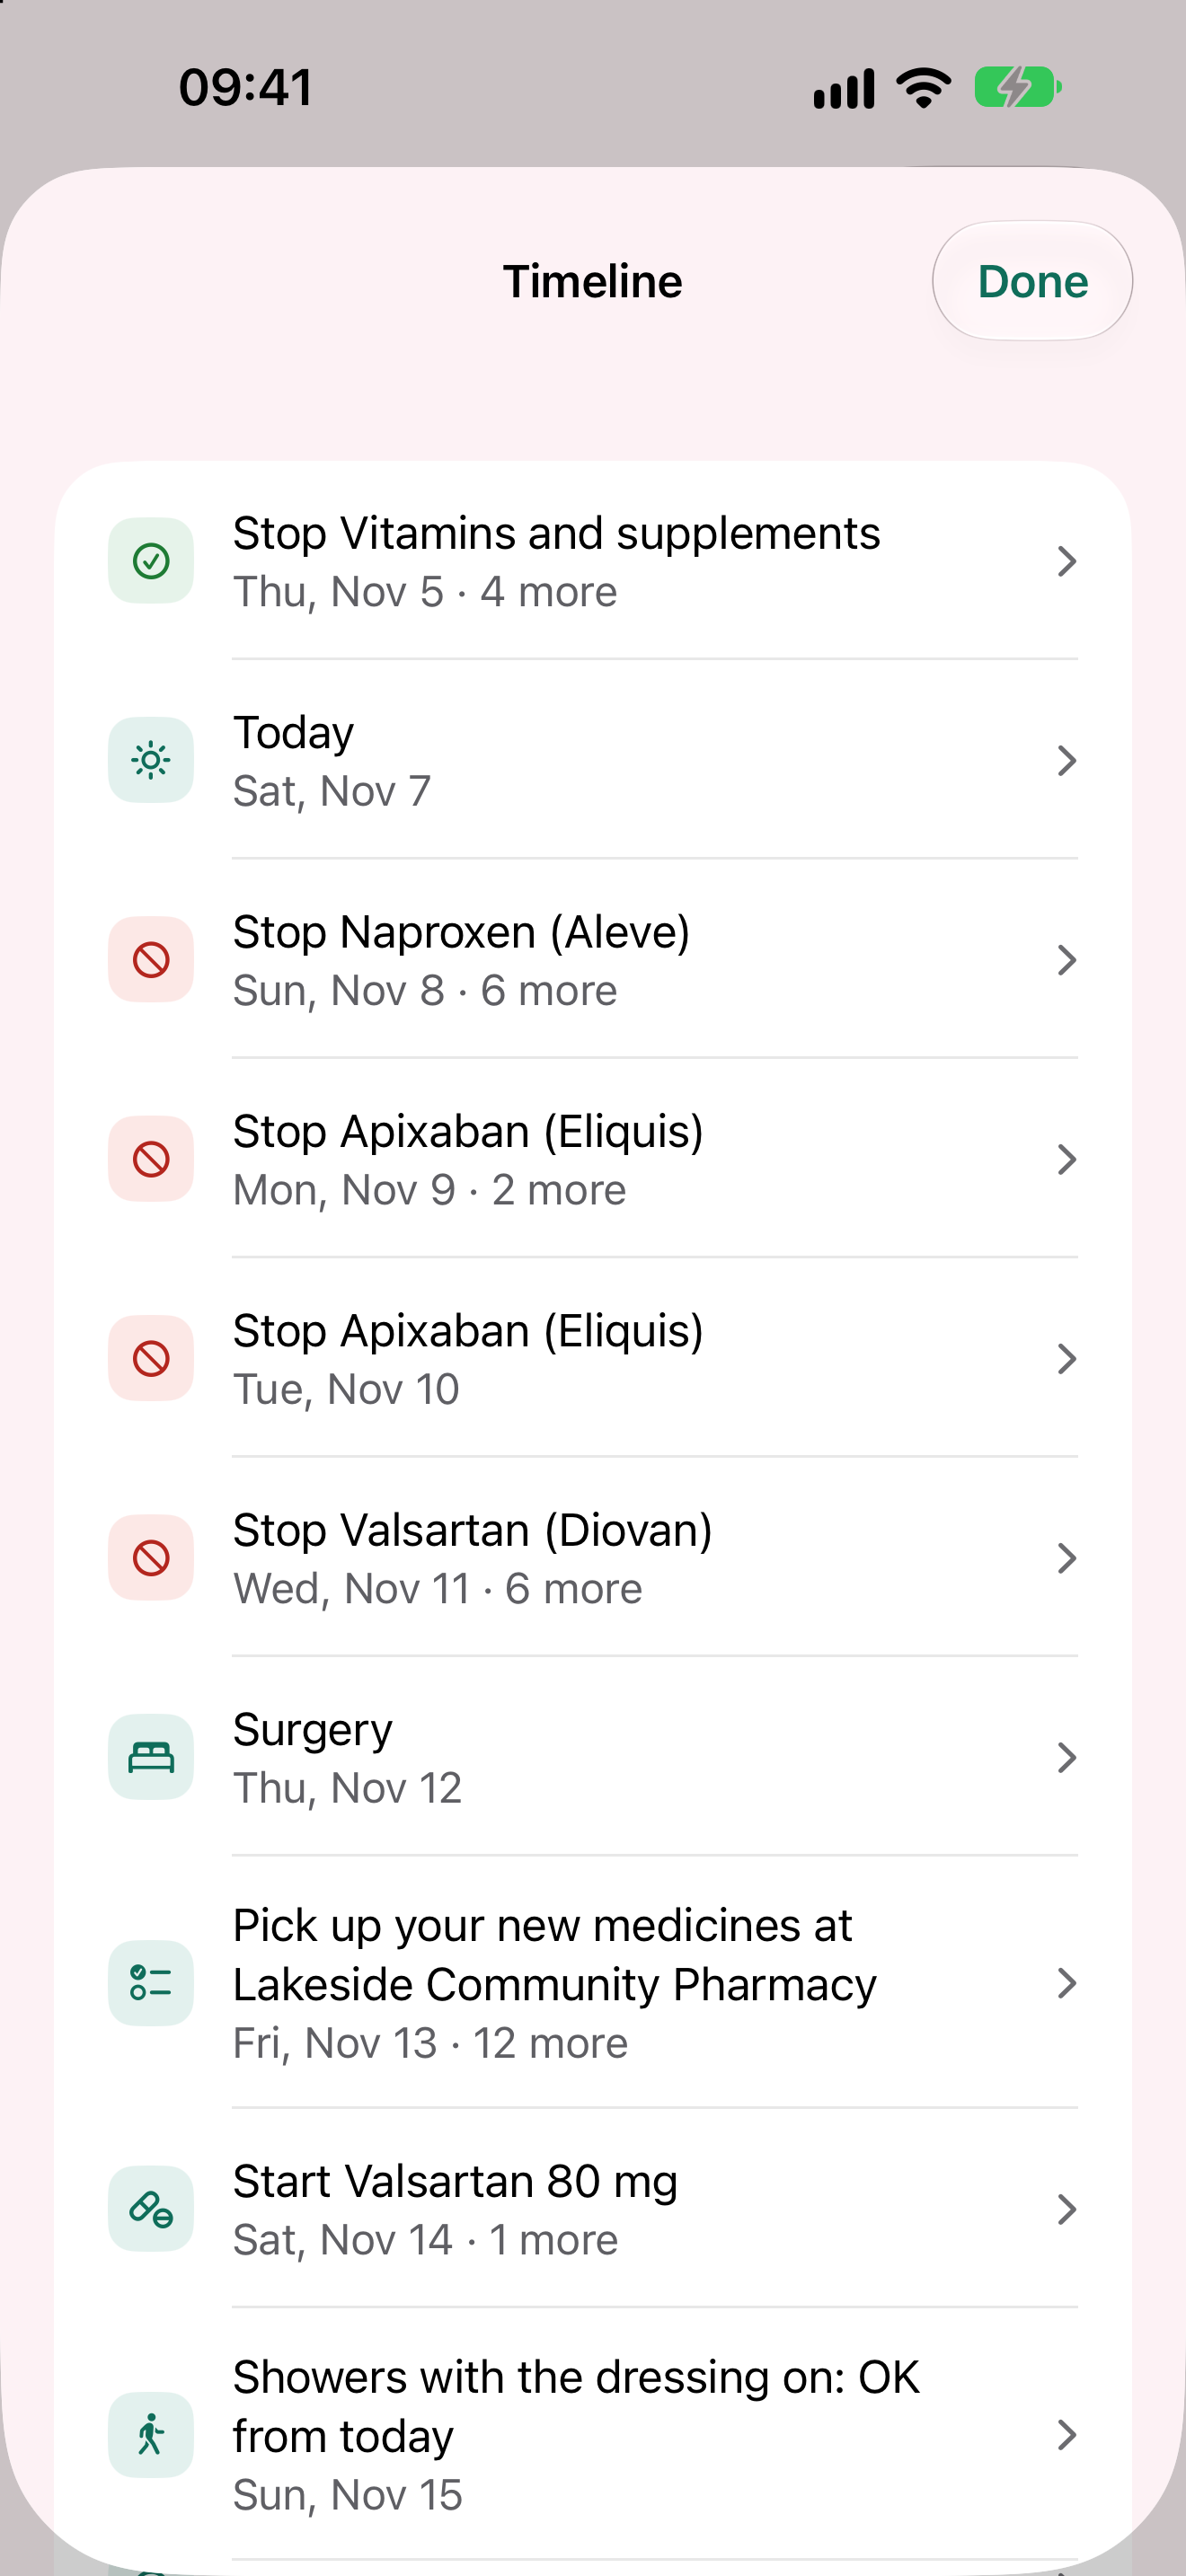 09:41
Timeline
Done
Stop Vitamins and supplements
Thu, Nov 5 · 4 more
Today
Sat, Nov 7
Stop Naproxen (Aleve)
Sun, Nov 8 · 6 more
Stop Apixaban (Eliquis)
Mon, Nov 9 · 2 more
Stop Apixaban (Eliquis)
Tue, Nov 10
Stop Valsartan (Diovan)
Wed, Nov 11 · 6 more
Surgery
Thu, Nov 12
Pick up your new medicines at
Lakeside Community Pharmacy
Fri, Nov 13 · 12 more
Start Valsartan 80 mg
Sat, Nov 14 · 1 more
Showers with the dressing on: OK
from today
Sun, Nov 15